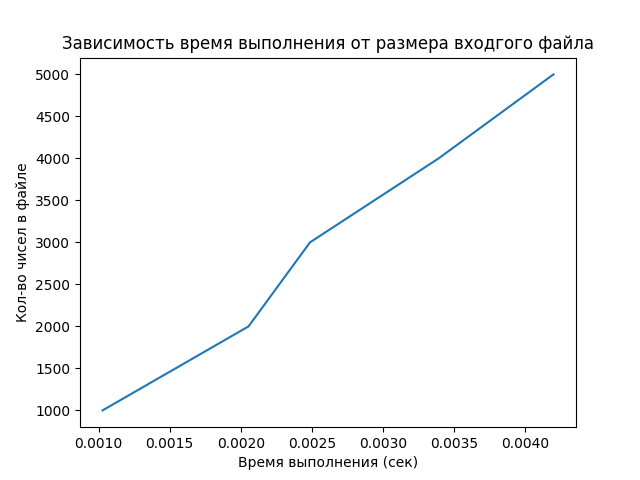 Зависимость время выполнения от размера входгого файла
Кол-во чисел в файле
5000
4500
4000
3500
3000
2500
2000
1500
1000
0.0010 0.0015 0.0020 0.0025 0.0030 0.0035 0.0040
Время выполнения (сек)